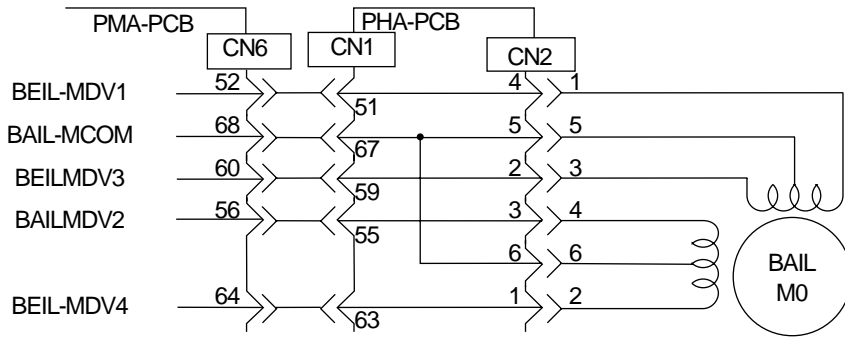 PMA-PCB PHA-PCB
CN6 CN1 CN2
BEIL-MDV1 52 51 4 1
BAIL-MCOM 68 67 5 5
BEILMDV3 60 59 2 3
BAILMDV2 56 55 3 4
6 6
BEIL-MDV4 64 63 1 2
BAIL
M0